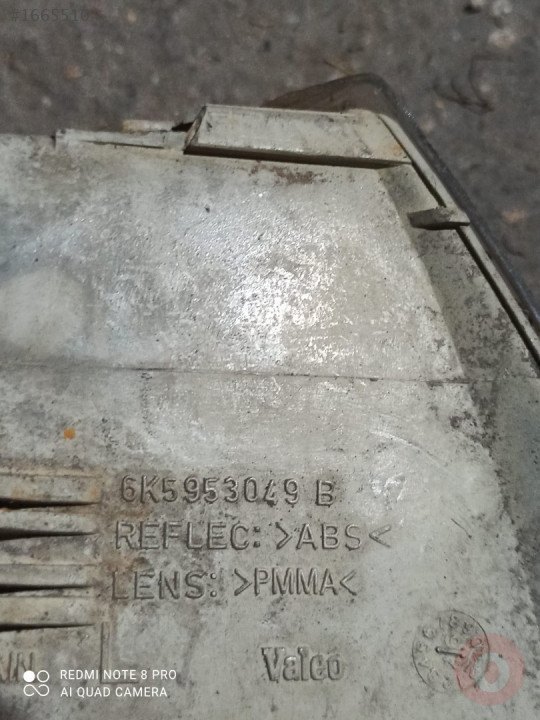 6K5953049 B
REFLEC: >ABS<
LENS: >PMMA<
Valeo
REDMI NOTE 8 PRO
AI QUAD CAMERA